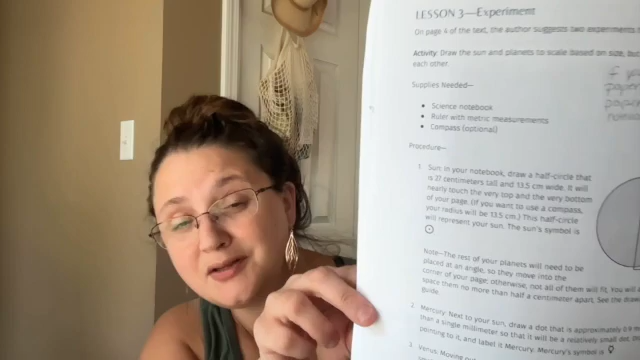 LESSON 3—Experiment
On page 4 of the text, the author suggests two experiments
Activity: Draw the sun and planets to scale based on size, bu
each other.
Supplies Needed—
• Science notebook
• Ruler with metric measurements
• Compass (optional)
Procedure—
1. Sun: In your notebook, draw a half-circle that
is 27 centimeters tall and 13.5 cm wide. It will
nearly touch the very top and the very bottom
of your page. (If you want to use a compass,
your radius will be 13.5 cm.) This half-circle
will represent your sun. The sun's symbol is
Note—The rest of your planets will need to be
placed at an angle, so they move into the
corner of your page; otherwise, not all of them will fit. You will
space them no more than half a centimeter apart. See the
guide.
2. Mercury: Next to your sun, draw a dot that is approximately
than a single millimeter so that it will be a relatively small dot,
pointing to it, and label it Mercury. Mercury's symbol is
3. Venus: Moving